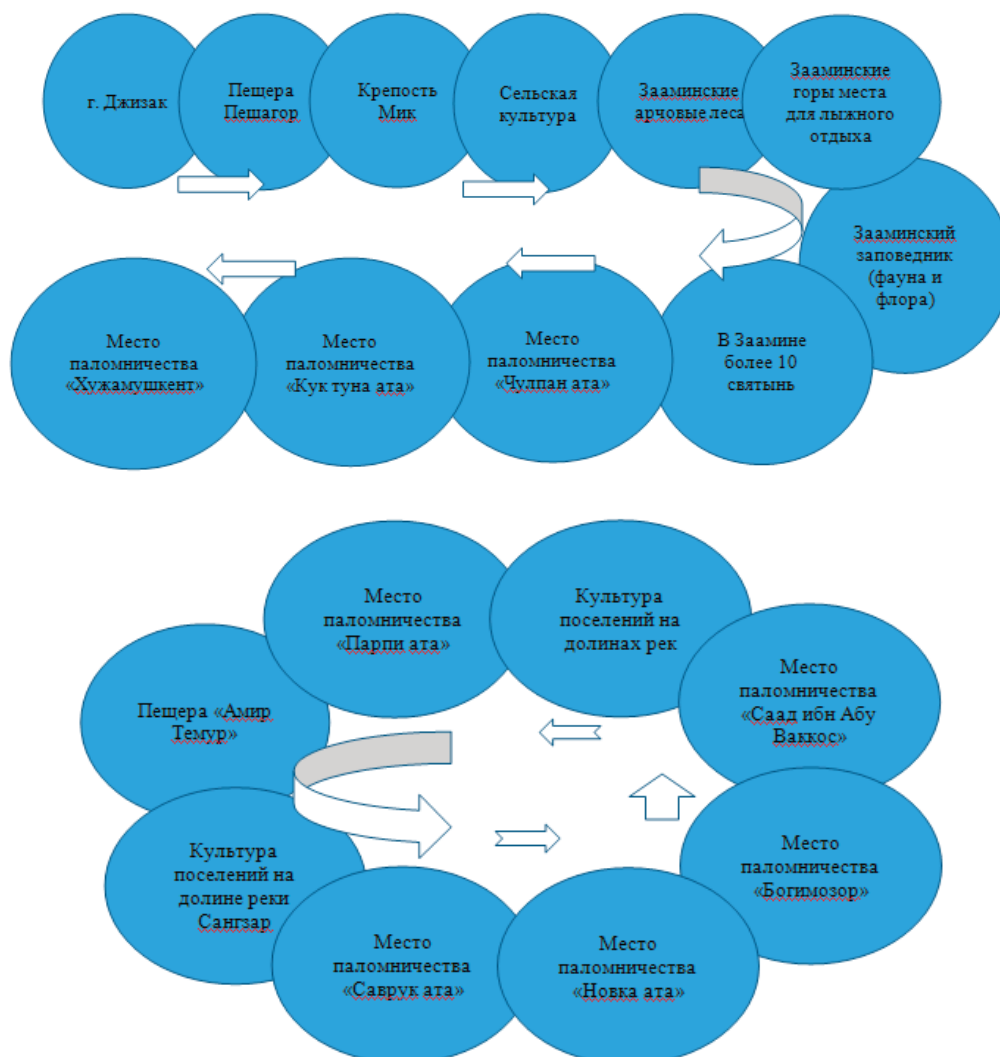 г. Джизак
Пещера
Пешагор
Крепость
Мик
Сельская
культура
Зааминские
арчовые леса
Зааминские
горы места
для лыжного
отдыха
Зааминский
заповедник
(фауна и
флора)
В Заамине
более 10
святынь
Место
паломничества
«Чулпан ата»
Место
паломничества
«Кук туна ата»
Место
паломничества
«Хужамушкент»
Место
паломничества
«Парпи ата»
Культура
поселений на
долинах рек
Место
паломничества
«Саад ибн Абу
Ваккос»
Место
паломничества
«Богимозор»
Место
паломничества
«Новка ата»
Место
паломничества
«Саврук ата»
Культура
поселений на
долине реки
Сангзар
Пещера «Амир
Темур»